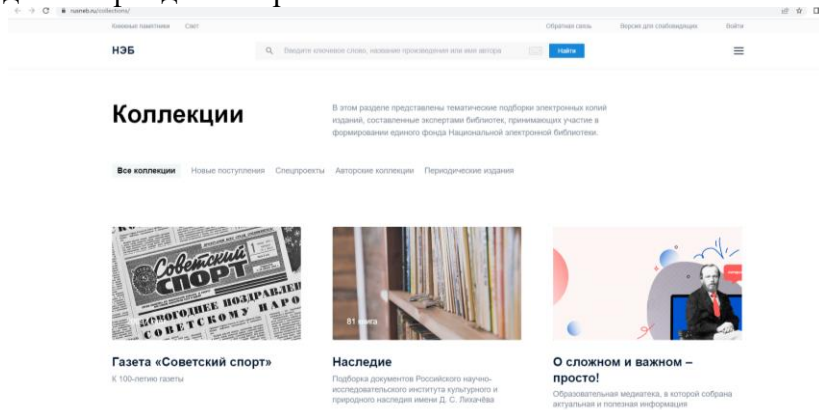 rusneb.ru/collections/
Книжные памятники Свет Обратная связь Версия для слабовидящих Войти
НЭБ Введите ключевое слово, название произведения или имя автора Найти
Коллекции
В этом разделе представлены тематические подборки электронных копий
изданий, составленные экспертами библиотек, принимающих участие в
формировании единого фонда Национальной электронной библиотеки.
Все коллекции Новые поступления Спецпроекты Авторские коллекции Периодические издания
Советский
СПОРТ
НОВОГОДНЕЕ ПОЗДРАВЛЕН
СОВЕТСКОМУ НАРО
81 книга
Газета «Советский спорт»
К 100-летию газеты
Наследие
Подборка документов Российского научно-
исследовательского института культурного и
природного наследия имени Д. С. Лихачёва
О сложном и важном –
просто!
Образовательная медиатека, в которой собрана
актуальная и полезная информация